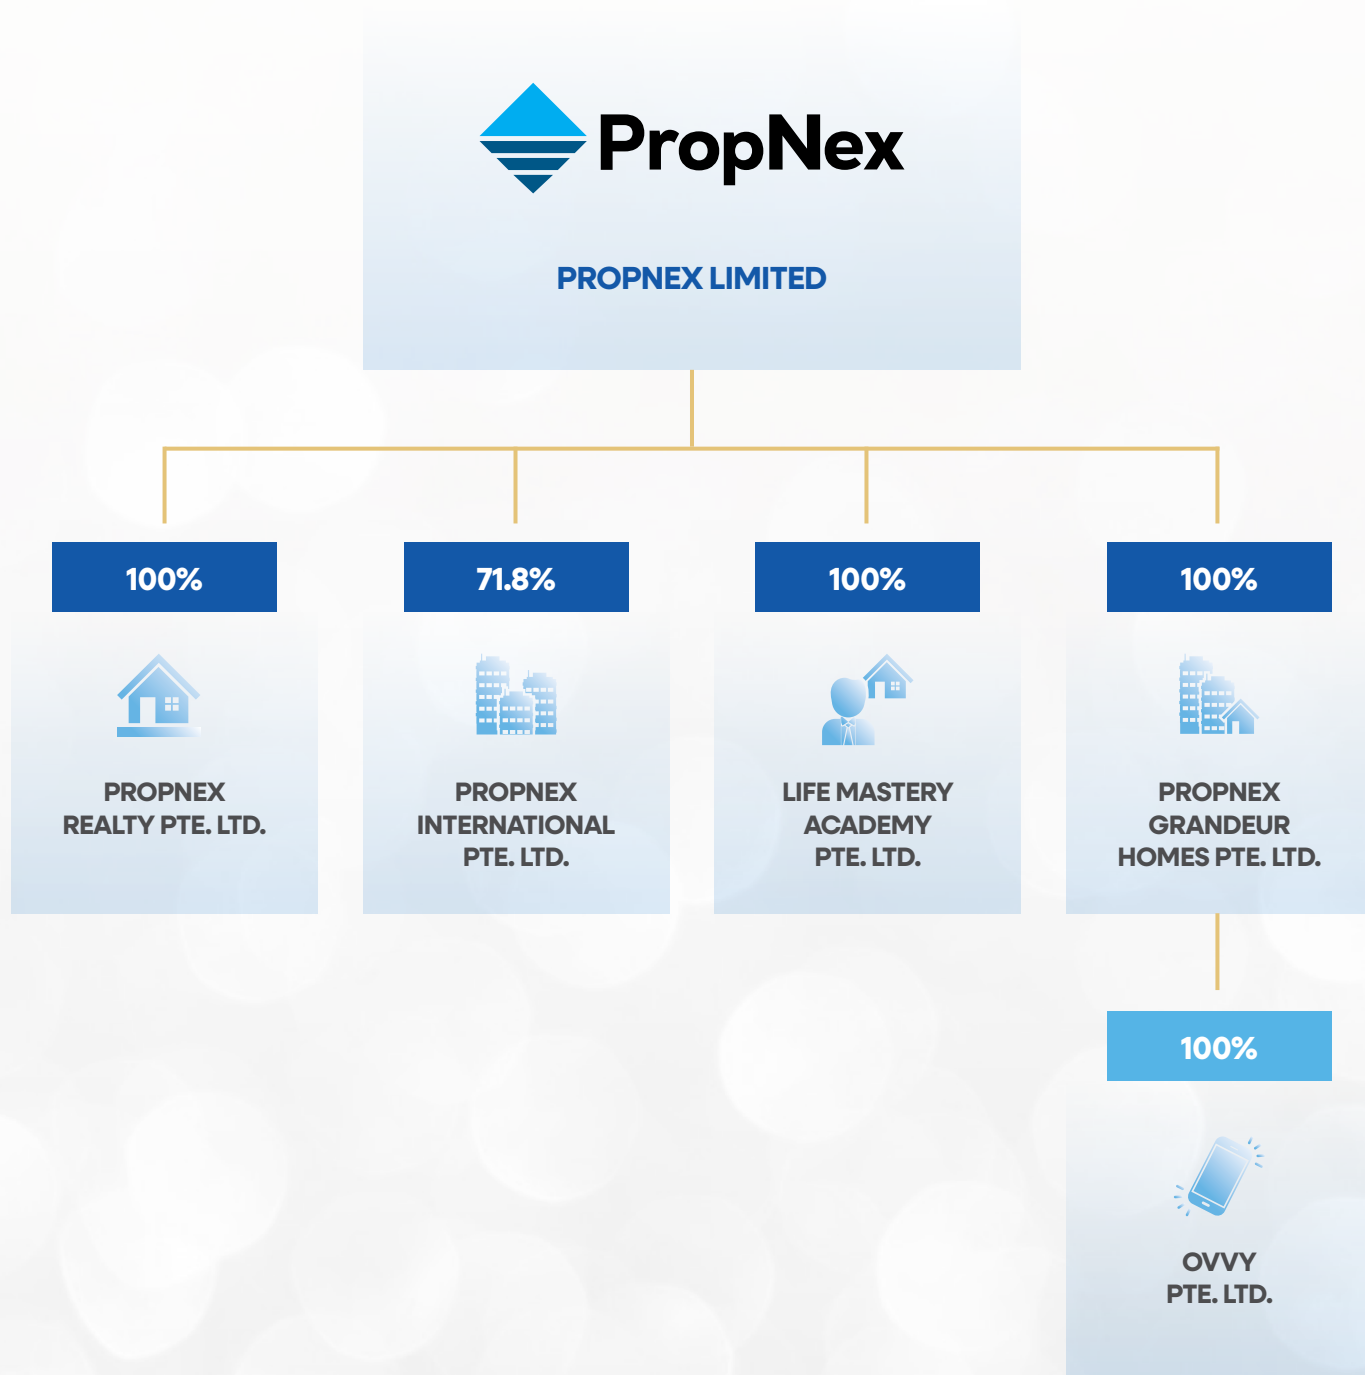 PropNex
PROPNEX LIMITED
100%
71.8%
100%
100%
PROPNEX
REALTY PTE. LTD.
PROPNEX
INTERNATIONAL
PTE. LTD.
LIFE MASTERY
ACADEMY
PTE. LTD.
PROPNEX
GRANDEUR
HOMES PTE. LTD.
100%
OVVY
PTE. LTD.